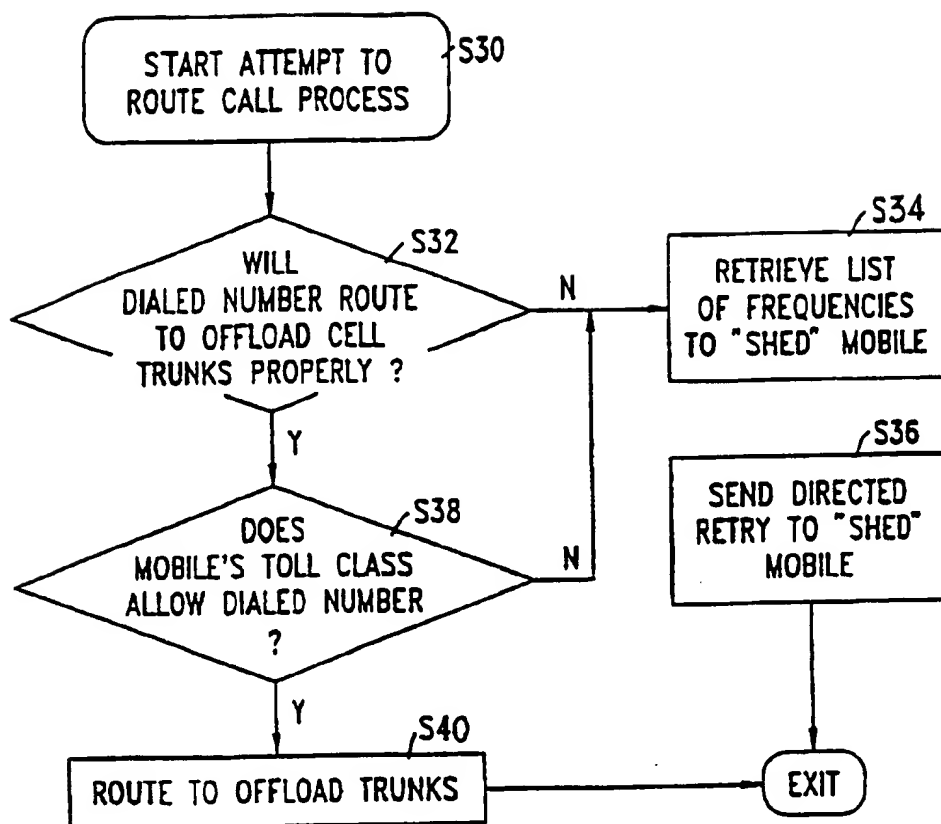 START ATTEMPT TO
ROUTE CALL PROCESS
S30
WILL
DIALED NUMBER ROUTE
TO OFFLOAD CELL
TRUNKS PROPERLY ?
S32
N
Y
RETRIEVE LIST
OF FREQUENCIES
TO "SHED" MOBILE
S34
SEND DIRECTED
RETRY TO "SHED"
MOBILE
S36
DOES
MOBILE'S TOLL CLASS
ALLOW DIALED NUMBER
?
S38
N
Y
ROUTE TO OFFLOAD TRUNKS
S40
EXIT